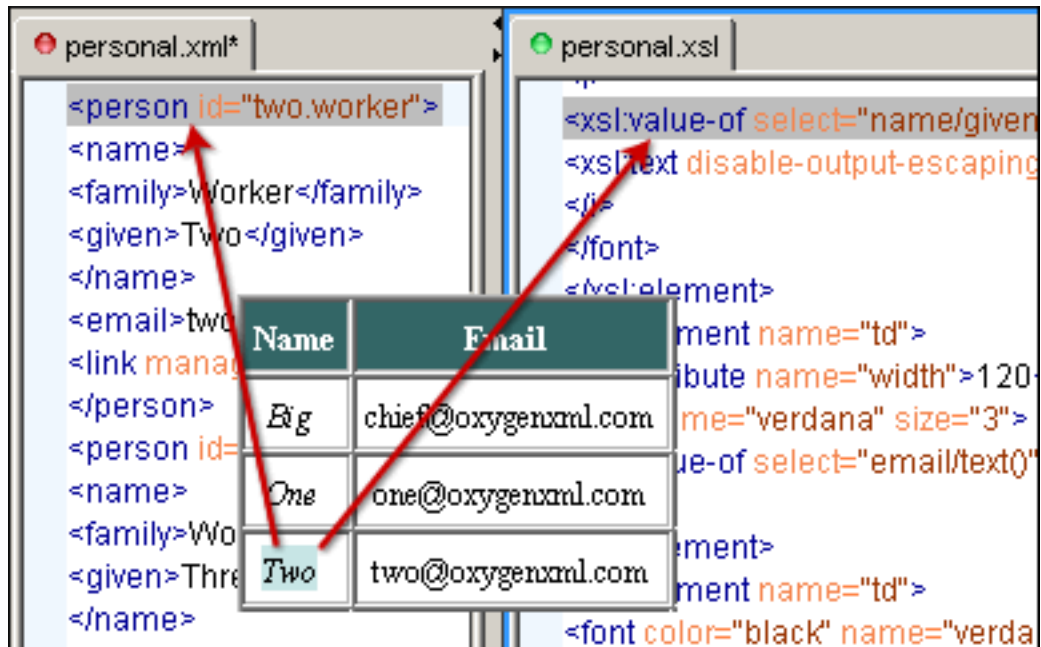 personal.xml*
<person id="two.worker">
<name>
<family>Worker</family>
<given>Two</given>
</name>
<email>two
<link manag
</person>
<person id=
<name>
<family>Wo
<given>Thre
</name>
personal.xsl
<xsl:value-of select="name/given
<xsl:text disable-output-escaping
</i>
</font>
</xsl:element>
ment name="td">
ibute name="width">120
me="verdana" size="3">
ue-of select="email/text()"
ement>
ment name="td">
<font color="black" name="verda
Name Email
Big chief@oxygenxml.com
One one@oxygenxml.com
Two two@oxygenxml.com